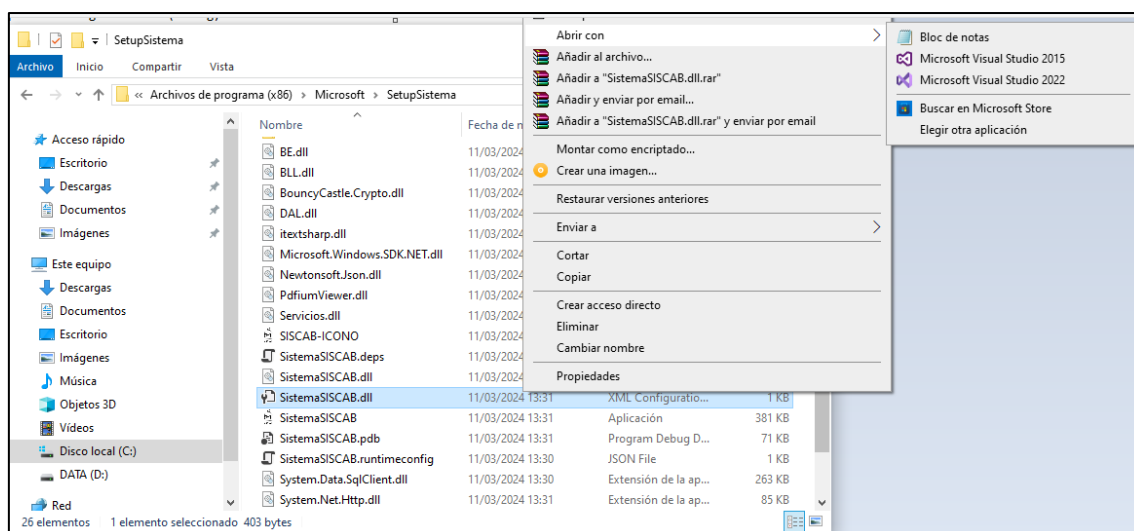 SetupSistema
Archivo Inicio Compartir Vista
« Archivos de programa (x86) > Microsoft > SetupSistema
Acceso rápido
Escritorio
Descargas
Documentos
Imágenes
Este equipo
Descargas
Documentos
Escritorio
Imágenes
Música
Objetos 3D
Vídeos
Disco local (C:)
DATA (D:)
Red
Nombre Fecha de n
BE.dll 11/03/2024
BLL.dll 11/03/2024
BouncyCastle.Crypto.dll 11/03/2024
DAL.dll 11/03/2024
itextsharp.dll 11/03/2024
Microsoft.Windows.SDK.NET.dll 11/03/2024
Newtonsoft.Json.dll 11/03/2024
PdfiumViewer.dll 11/03/2024
Servicios.dll 11/03/2024
SISCAB-ICONO 11/03/2024
SistemaSISCAB.deps 11/03/2024
SistemaSISCAB.dll 11/03/2024
SistemaSISCAB.dll 11/03/2024 13:31 XML Configuratio... 1 KB
SistemaSISCAB 11/03/2024 13:31 Aplicación 381 KB
SistemaSISCAB.pdb 11/03/2024 13:31 Program Debug D... 71 KB
SistemaSISCAB.runtimeconfig 11/03/2024 13:30 JSON File 1 KB
System.Data.SqlClient.dll 11/03/2024 13:30 Extensión de la ap... 263 KB
System.Net.Http.dll 11/03/2024 13:31 Extensión de la ap... 85 KB
26 elementos 1 elemento seleccionado 403 bytes
Abrir con
Añadir al archivo...
Añadir a "SistemaSISCAB.dll.rar"
Añadir y enviar por email...
Añadir a "SistemaSISCAB.dll.rar" y enviar por email
Montar como encriptado...
Crear una imagen...
Restaurar versiones anteriores
Enviar a
Cortar
Copiar
Crear acceso directo
Eliminar
Cambiar nombre
Propiedades
Bloc de notas
Microsoft Visual Studio 2015
Microsoft Visual Studio 2022
Buscar en Microsoft Store
Elegir otra aplicación